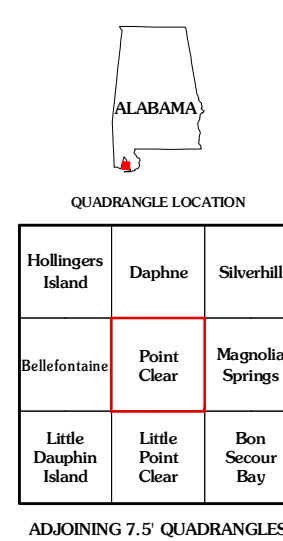 ALABAMA
QUADRANGLE LOCATION
Hollingers
Island
Daphne
Silverhill
Bellefontaine
Point
Clear
Magnolia
Springs
Little
Dauphin
Island
Little
Point
Clear
Bon
Secour
Bay
ADJOINING 7.5' QUADRANGLES